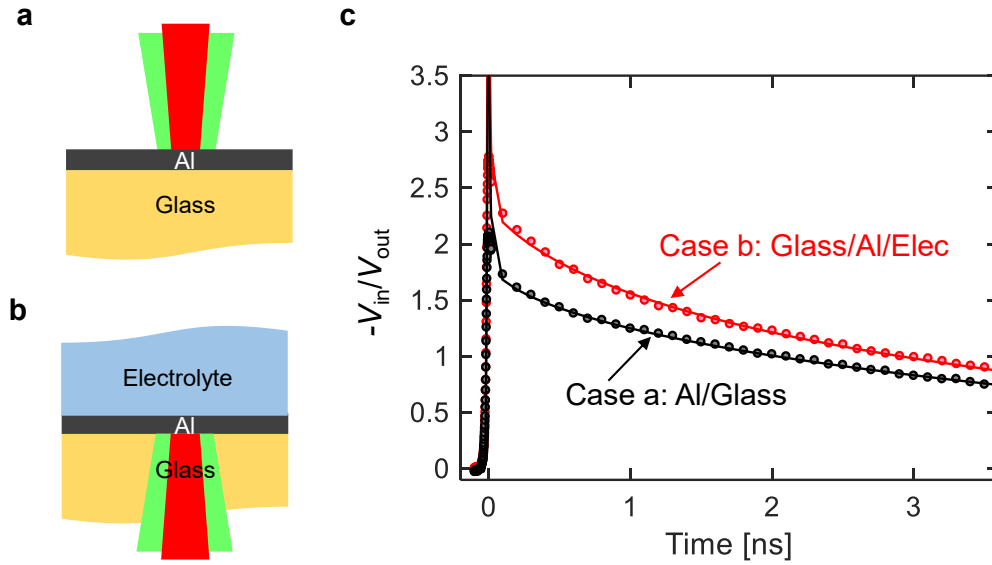 a
Al
Glass
b
Electrolyte
Al
Glass
c
3.5
3
2.5
2
1.5
1
0.5
0
-Vin/Vout
Case b: Glass/Al/Elec
Case a: Al/Glass
0
1
2
3
Time [ns]